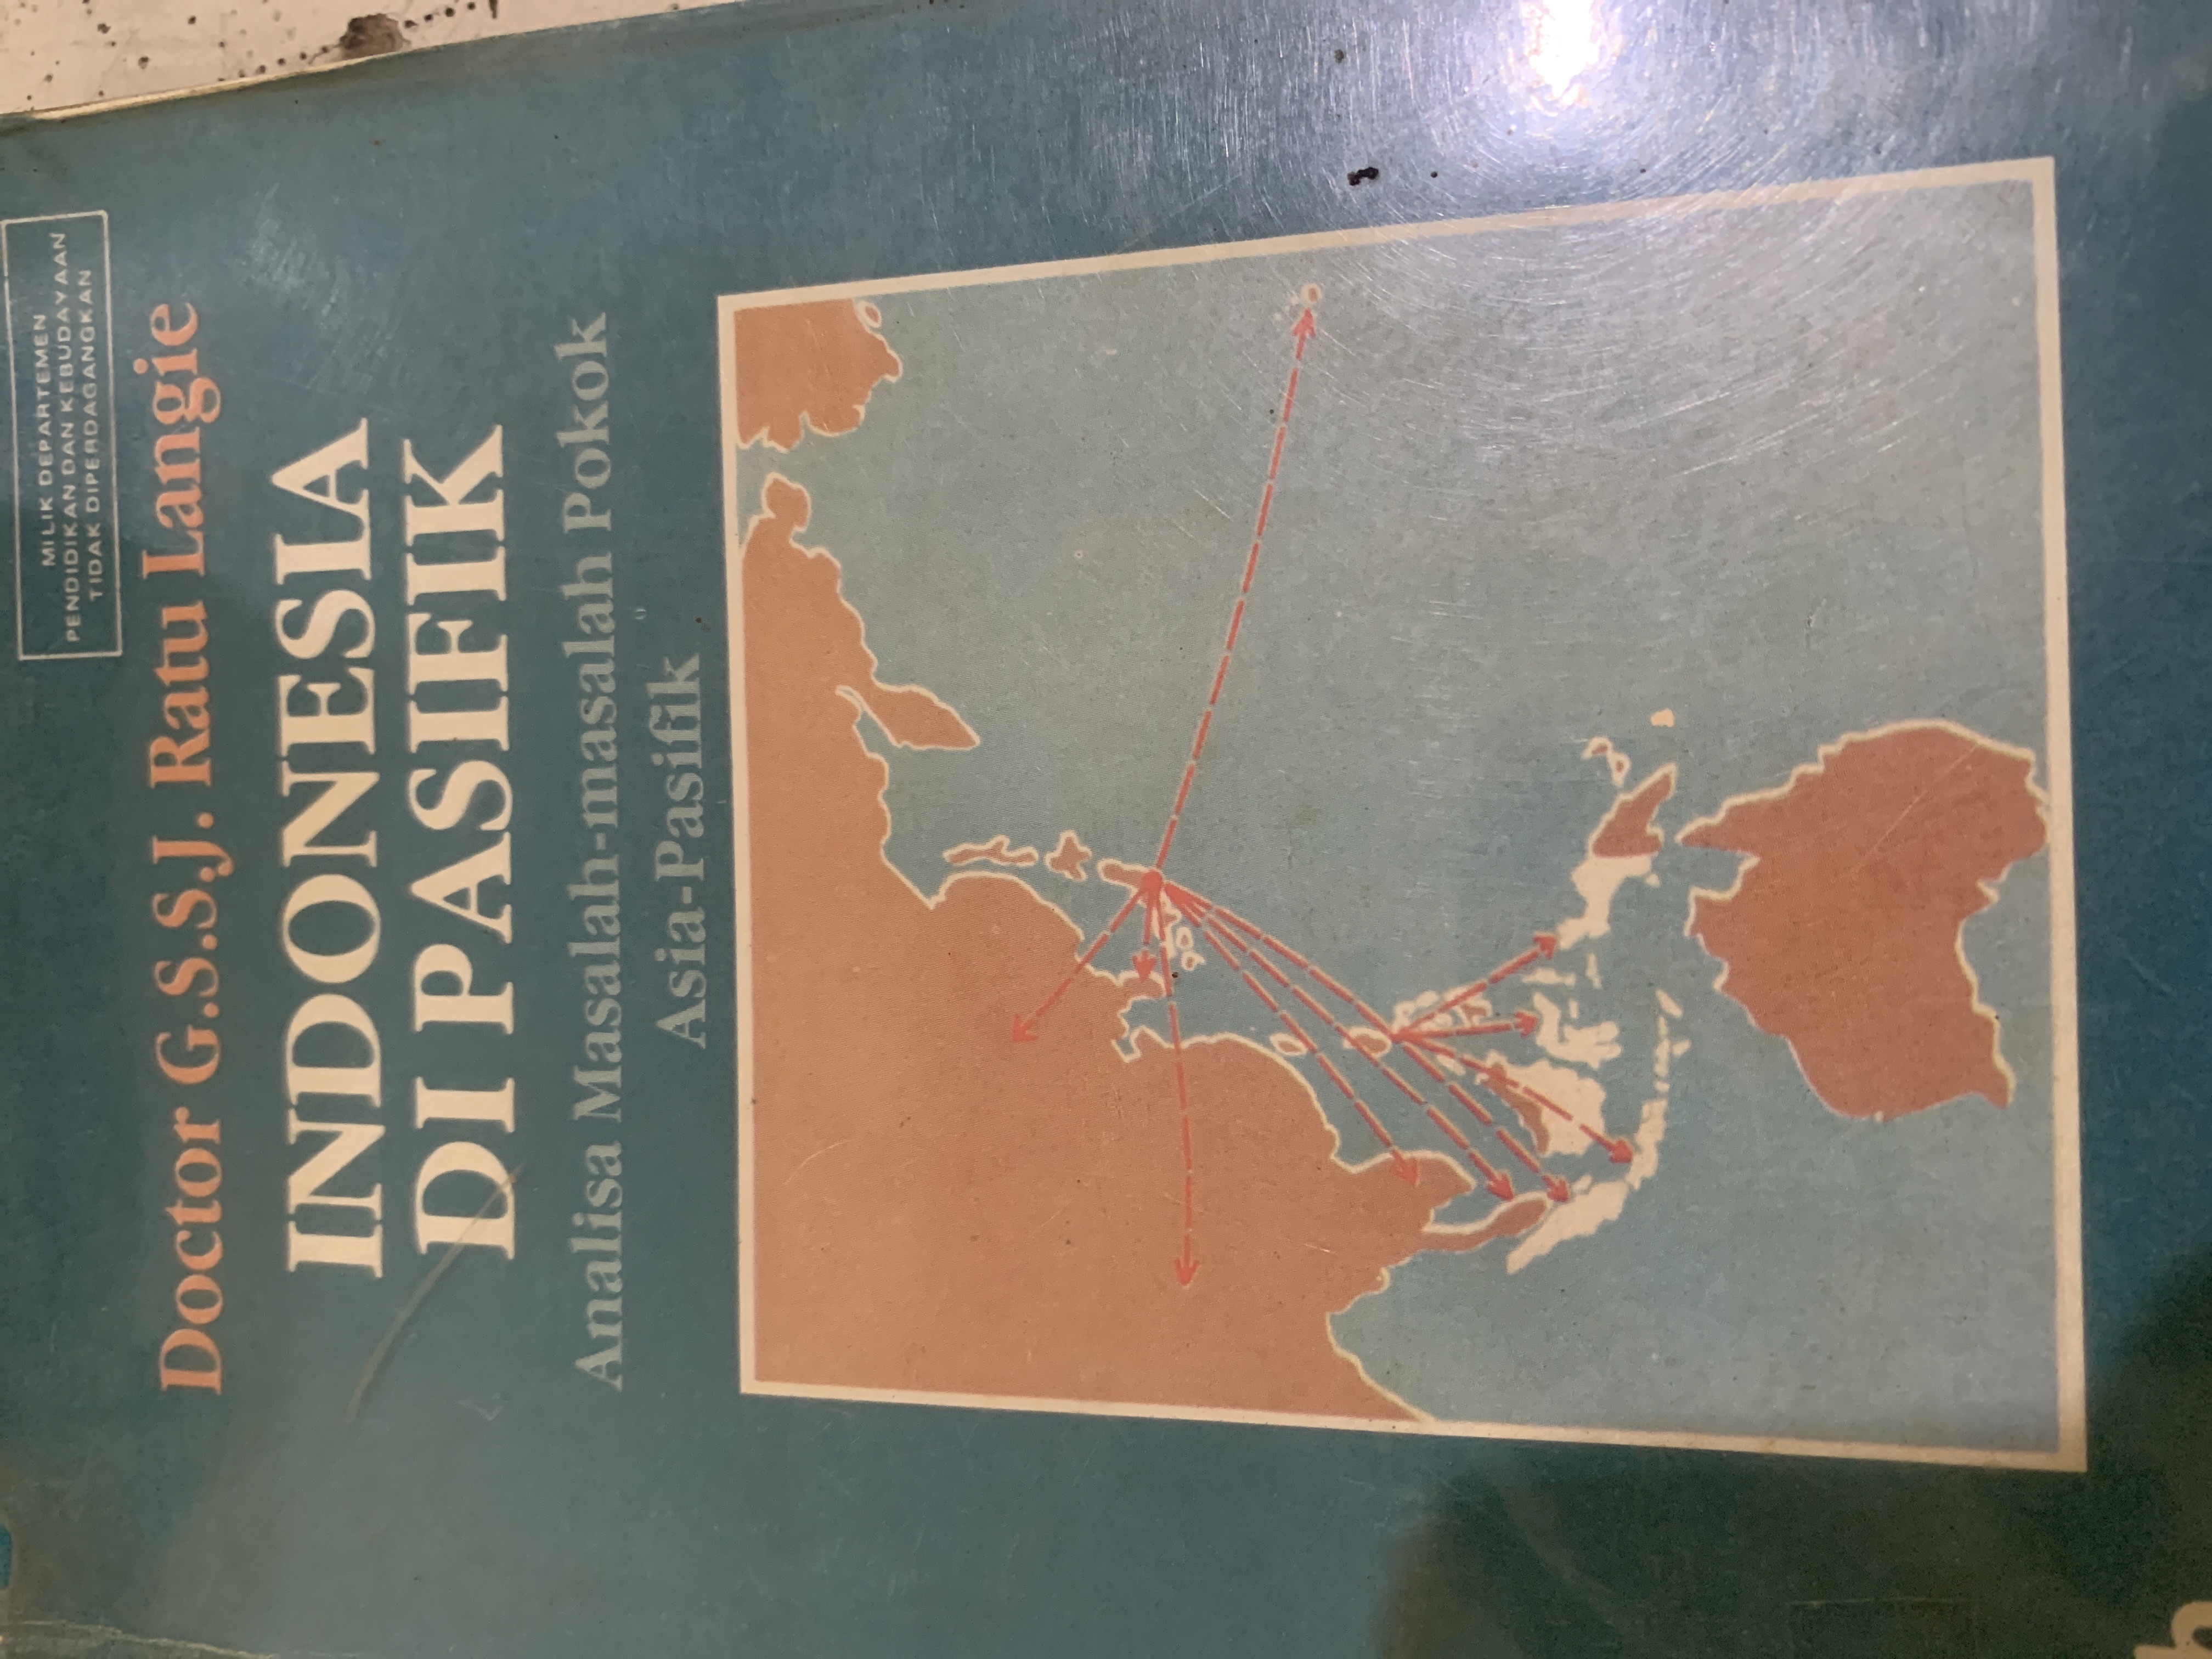 MILIK DEPARTEMEN
PENDIDIKAN DAN KEBUDAYAAN
TIDAK DIPERDAGANGKAN
Doctor G.S.S.J. Ratu Langie
INDONESIA
DI PASIFIK
Analisa Masalah-masalah Pokok
Asia-Pasifik